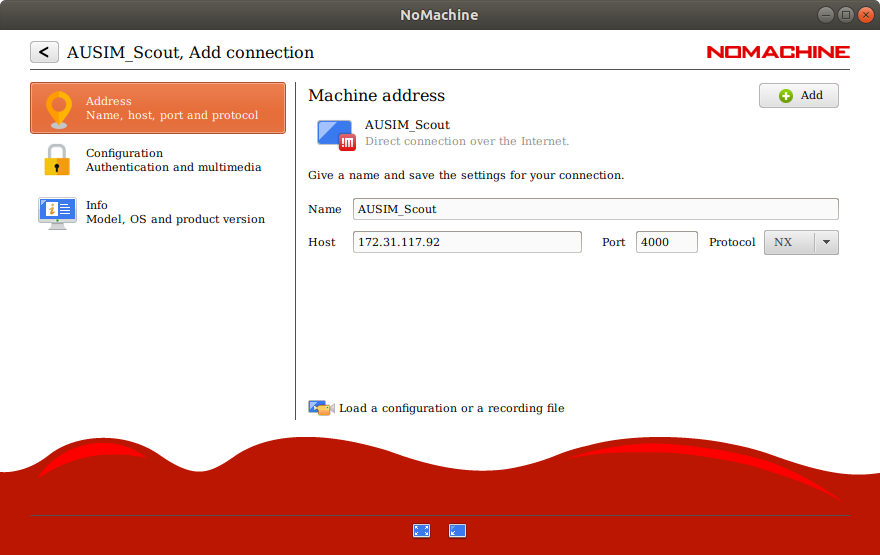 NoMachine
< AUSIM_Scout, Add connection
NOMACHINE
Address
Name, host, port and protocol
Configuration
Authentication and multimedia
Info
Model, OS and product version
Machine address
Add
!M
AUSIM_Scout
Direct connection over the Internet.
Give a name and save the settings for your connection.
Name AUSIM_Scout
Host 172.31.117.92 Port 4000 Protocol NX
Load a configuration or a recording file